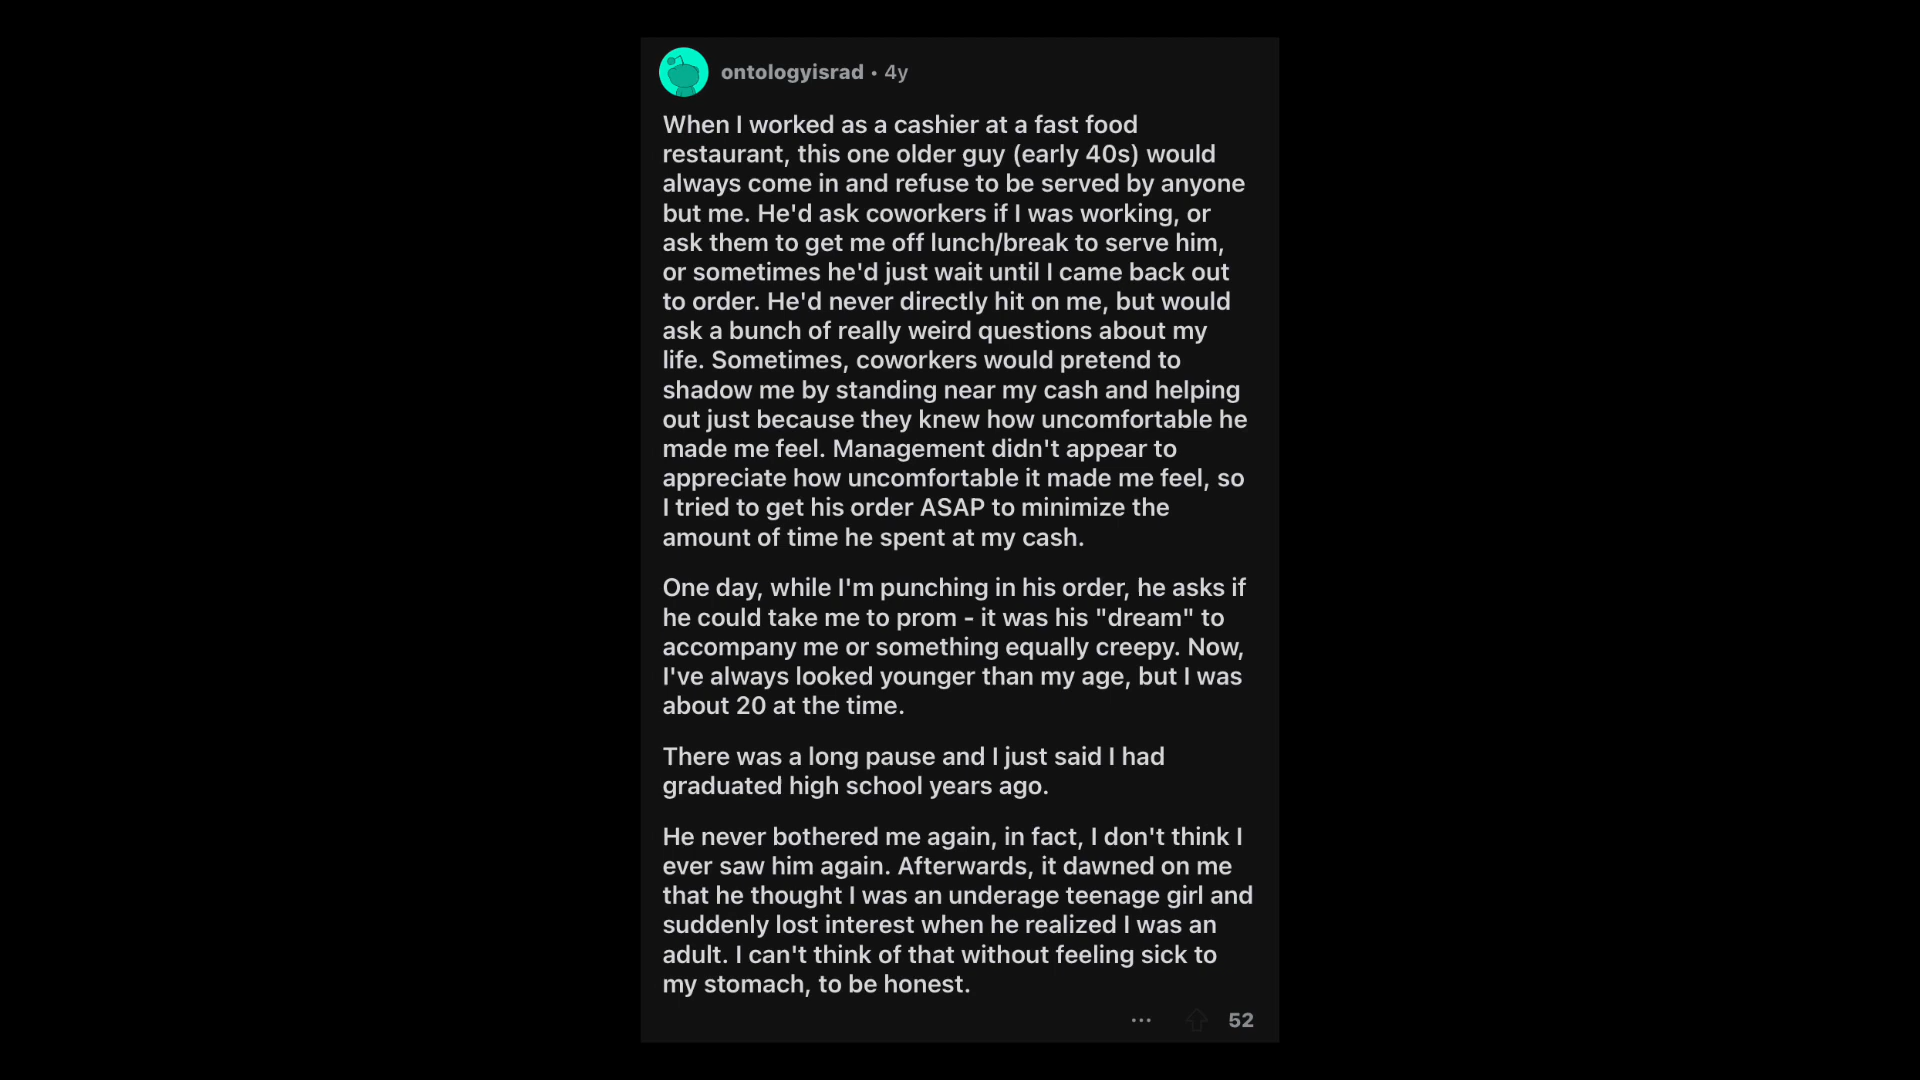 ontologyisrad • 4y
When I worked as a cashier at a fast food
restaurant, this one older guy (early 40s) would
always come in and refuse to be served by anyone
but me. He'd ask coworkers if I was working, or
ask them to get me off lunch/break to serve him,
or sometimes he'd just wait until I came back out
to order. He'd never directly hit on me, but would
ask a bunch of really weird questions about my
life. Sometimes, coworkers would pretend to
shadow me by standing near my cash and helping
out just because they knew how uncomfortable he
made me feel. Management didn't appear to
appreciate how uncomfortable it made me feel, so
I tried to get his order ASAP to minimize the
amount of time he spent at my cash.
One day, while I'm punching in his order, he asks if
he could take me to prom - it was his "dream" to
accompany me or something equally creepy. Now,
I've always looked younger than my age, but I was
about 20 at the time.
There was a long pause and I just said I had
graduated high school years ago.
He never bothered me again, in fact, I don't think I
ever saw him again. Afterwards, it dawned on me
that he thought I was an underage teenage girl and
suddenly lost interest when he realized I was an
adult. I can't think of that without feeling sick to
my stomach, to be honest.
... 52